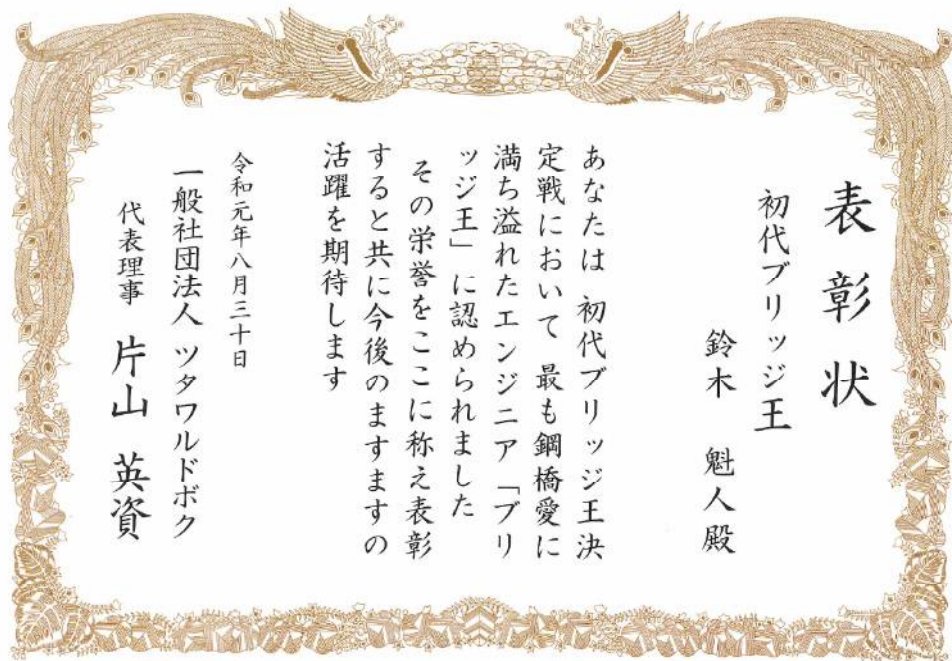 表彰状
初代ブリッジ王
鈴木 魁人殿
あなたは 初代ブリッジ王決
定戦において 最も鋼橋愛に
満ち溢れたエンジニア「ブリ
ッジ王」に認められました
その栄誉をここに称え表彰
すると共に今後のますますの
活躍を期待します
令和元年八月三十日
一般社団法人 ツタワルドボク
代表理事 片山 英資